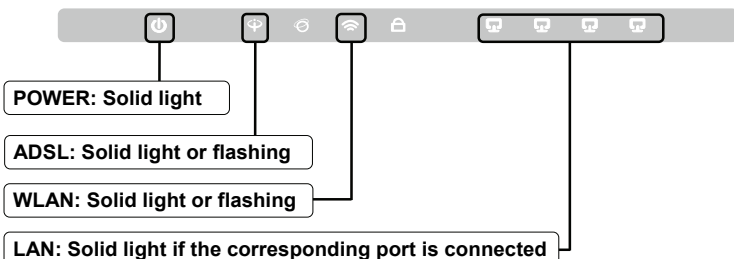 POWER: Solid light
ADSL: Solid light or flashing
WLAN: Solid light or flashing
LAN: Solid light if the corresponding port is connected